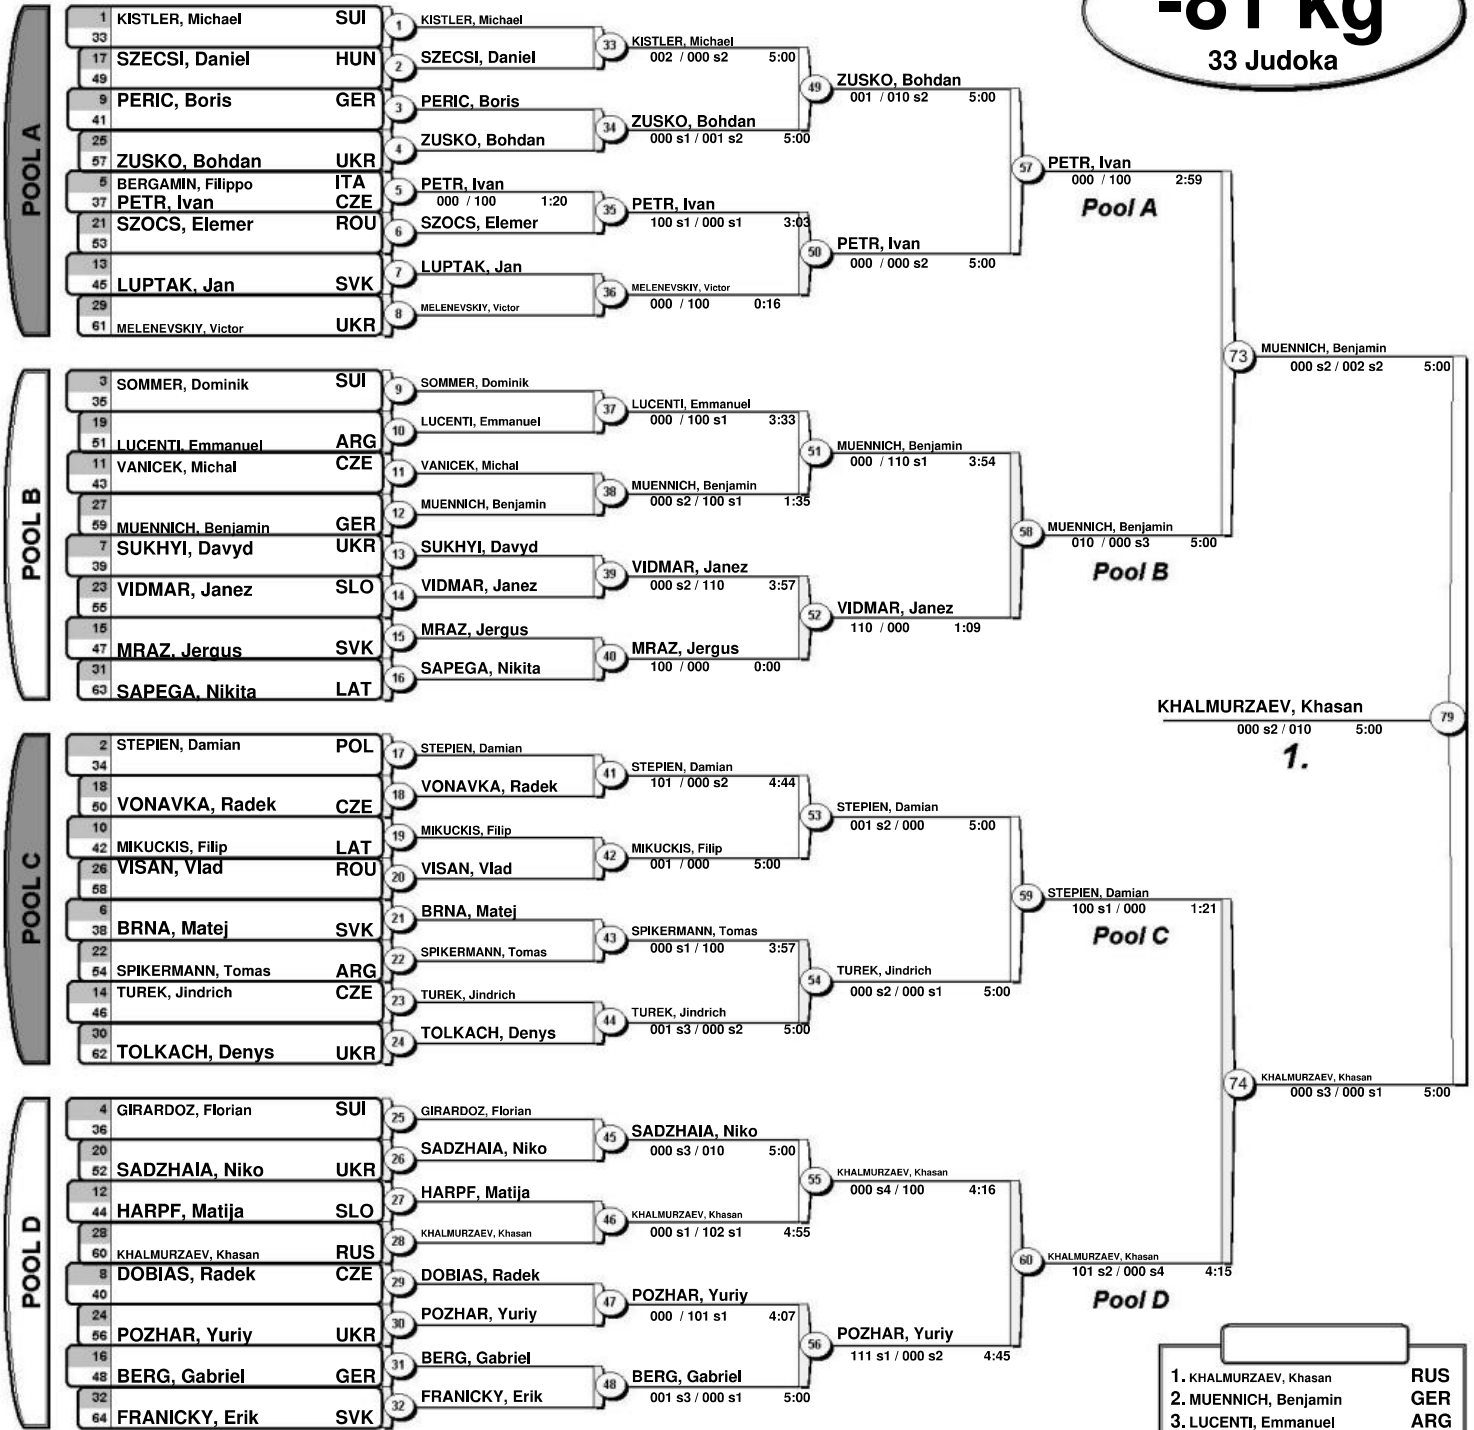 -81 kg
33 Judoka
POOL A
1 KISTLER, Michael SUI
33
17 SZECSI, Daniel HUN
49
9 PERIC, Boris GER
41
25
57 ZUSKO, Bohdan UKR
5 BERGAMIN, Filippo ITA
37 PETR, Ivan CZE
21 SZOCS, Elemer ROU
53
13
45 LUPTAK, Jan SVK
29
61 MELENEVSKIY, Victor UKR
1 KISTLER, Michael
2 SZECSI, Daniel
3 PERIC, Boris
4 ZUSKO, Bohdan
5 PETR, Ivan
000 / 100 1:20
6 SZOCS, Elemer
7 LUPTAK, Jan
8 MELENEVSKIY, Victor
33 KISTLER, Michael
002 / 000 s2 5:00
34 ZUSKO, Bohdan
000 s1 / 001 s2 5:00
35 PETR, Ivan
100 s1 / 000 s1 3:03
36 MELENEVSKIY, Victor
000 / 100 0:16
49 ZUSKO, Bohdan
001 / 010 s2 5:00
50 PETR, Ivan
000 / 000 s2 5:00
57 PETR, Ivan
000 / 100 2:59
Pool A
POOL B
3 SOMMER, Dominik SUI
35
19
51 LUCENTI, Emmanuel ARG
11 VANICEK, Michal CZE
43
27
59 MUENNICH, Benjamin GER
7 SUKHYI, Davyd UKR
39
23 VIDMAR, Janez SLO
55
15
47 MRAZ, Jergus SVK
31
63 SAPEGA, Nikita LAT
9 SOMMER, Dominik
10 LUCENTI, Emmanuel
11 VANICEK, Michal
12 MUENNICH, Benjamin
13 SUKHYI, Davyd
14 VIDMAR, Janez
15 MRAZ, Jergus
16 SAPEGA, Nikita
37 LUCENTI, Emmanuel
000 / 100 s1 3:33
38 MUENNICH, Benjamin
000 s2 / 100 s1 1:35
39 VIDMAR, Janez
000 s2 / 110 3:57
40 MRAZ, Jergus
100 / 000 0:00
51 MUENNICH, Benjamin
000 / 110 s1 3:54
52 VIDMAR, Janez
110 / 000 1:09
58 MUENNICH, Benjamin
010 / 000 s3 5:00
Pool B
73 MUENNICH, Benjamin
000 s2 / 002 s2 5:00
KHALMURZAEV, Khasan 79
000 s2 / 010 5:00
1.
POOL C
2 STEPIEN, Damian POL
34
18
50 VONAVKA, Radek CZE
10
42 MIKUCKIS, Filip LAT
26 VISAN, Vlad ROU
58
6
38 BRNA, Matej SVK
22
54 SPIKERMANN, Tomas ARG
14 TUREK, Jindrich CZE
46
30
62 TOLKACH, Denys UKR
17 STEPIEN, Damian
18 VONAVKA, Radek
19 MIKUCKIS, Filip
20 VISAN, Vlad
21 BRNA, Matej
22 SPIKERMANN, Tomas
23 TUREK, Jindrich
24 TOLKACH, Denys
41 STEPIEN, Damian
101 / 000 s2 4:44
42 MIKUCKIS, Filip
001 / 000 5:00
43 SPIKERMANN, Tomas
000 s1 / 100 3:57
44 TUREK, Jindrich
001 s3 / 000 s2 5:00
53 STEPIEN, Damian
001 s2 / 000 5:00
54 TUREK, Jindrich
000 s2 / 000 s1 5:00
59 STEPIEN, Damian
100 s1 / 000 1:21
Pool C
74 KHALMURZAEV, Khasan
000 s3 / 000 s1 5:00
POOL D
4 GIRARDOZ, Florian SUI
36
20
52 SADZHAIA, Niko UKR
12
44 HARPF, Matija SLO
28
60 KHALMURZAEV, Khasan RUS
8 DOBIAS, Radek CZE
40
24
56 POZHAR, Yuriy UKR
16
48 BERG, Gabriel GER
32
64 FRANICKY, Erik SVK
25 GIRARDOZ, Florian
26 SADZHAIA, Niko
27 HARPF, Matija
28 KHALMURZAEV, Khasan
29 DOBIAS, Radek
30 POZHAR, Yuriy
31 BERG, Gabriel
32 FRANICKY, Erik
45 SADZHAIA, Niko
000 s3 / 010 5:00
46 KHALMURZAEV, Khasan
000 s1 / 102 s1 4:55
47 POZHAR, Yuriy
000 / 101 s1 4:07
48 BERG, Gabriel
001 s3 / 000 s1 5:00
55 KHALMURZAEV, Khasan
000 s4 / 100 4:16
56 POZHAR, Yuriy
111 s1 / 000 s2 4:45
60 KHALMURZAEV, Khasan
101 s2 / 000 s4 4:15
Pool D
1. KHALMURZAEV, Khasan RUS
2. MUENNICH, Benjamin GER
3. LUCENTI, Emmanuel ARG